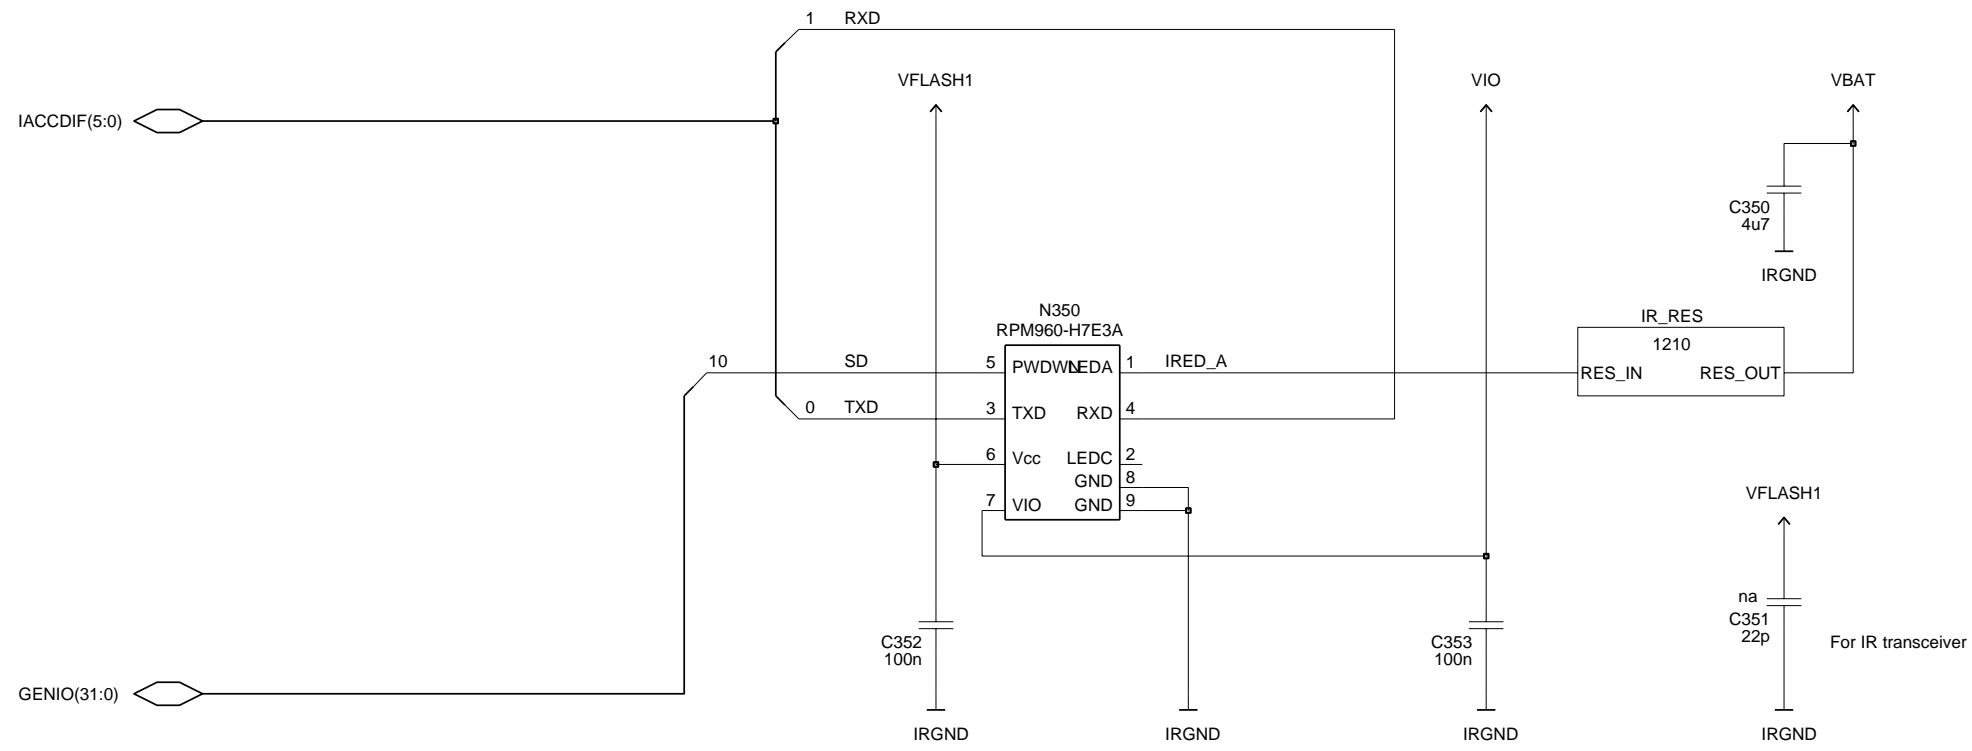 1 RXD
VFLASH1
VIO
VBAT
IACCDIF(5:0)
C350
4u7
IRGND
N350
RPM960-H7E3A
IR_RES
1210
RES_IN RES_OUT
10 SD 5 PWDWN LEDA 1 IRED_A
0 TXD 3 TXD RXD 4
6 Vcc LEDC 2
GND 8
7 VIO GND 9
VFLASH1
na
C351
22p
For IR transceiver
C352
100n
C353
100n
GENIO(31:0)
IRGND
IRGND
IRGND
IRGND